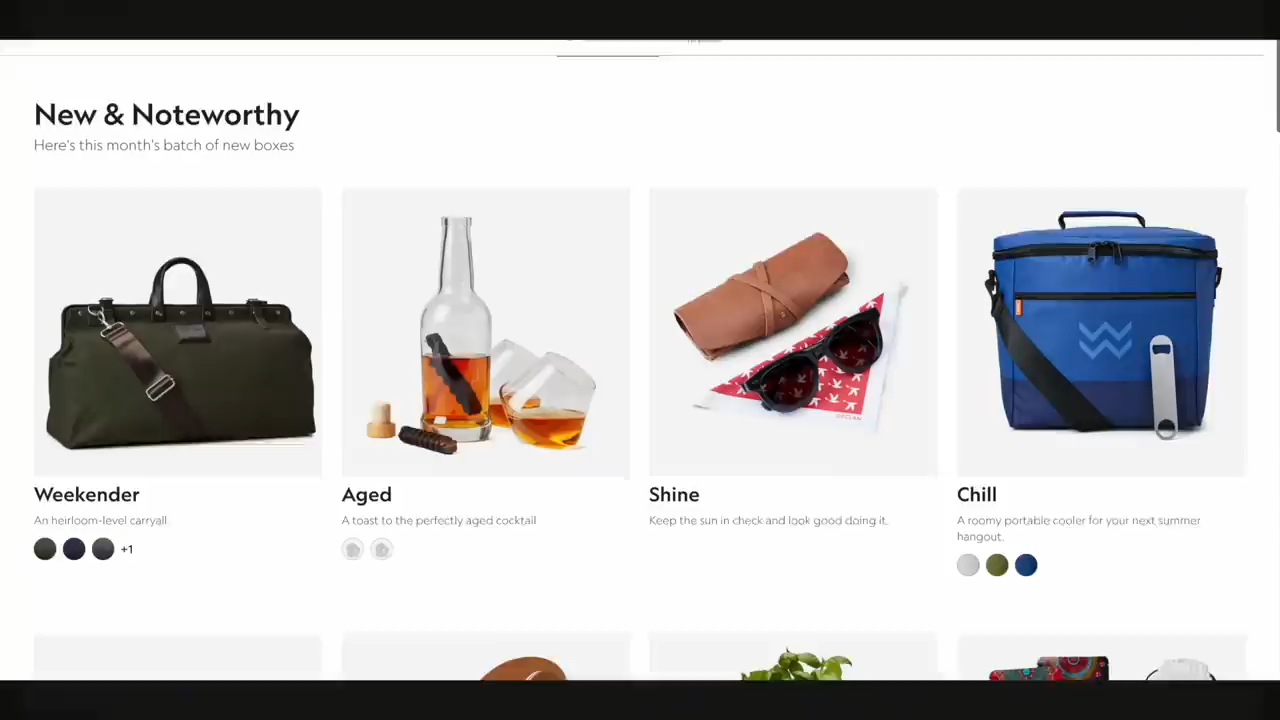 New & Noteworthy
Here's this month's batch of new boxes
DECLAN
Weekender
An heirloom-level carryall.
+1
Aged
A toast to the perfectly aged cocktail
Shine
Keep the sun in check and look good doing it.
Chill
A roomy portable cooler for your next summer
hangout.